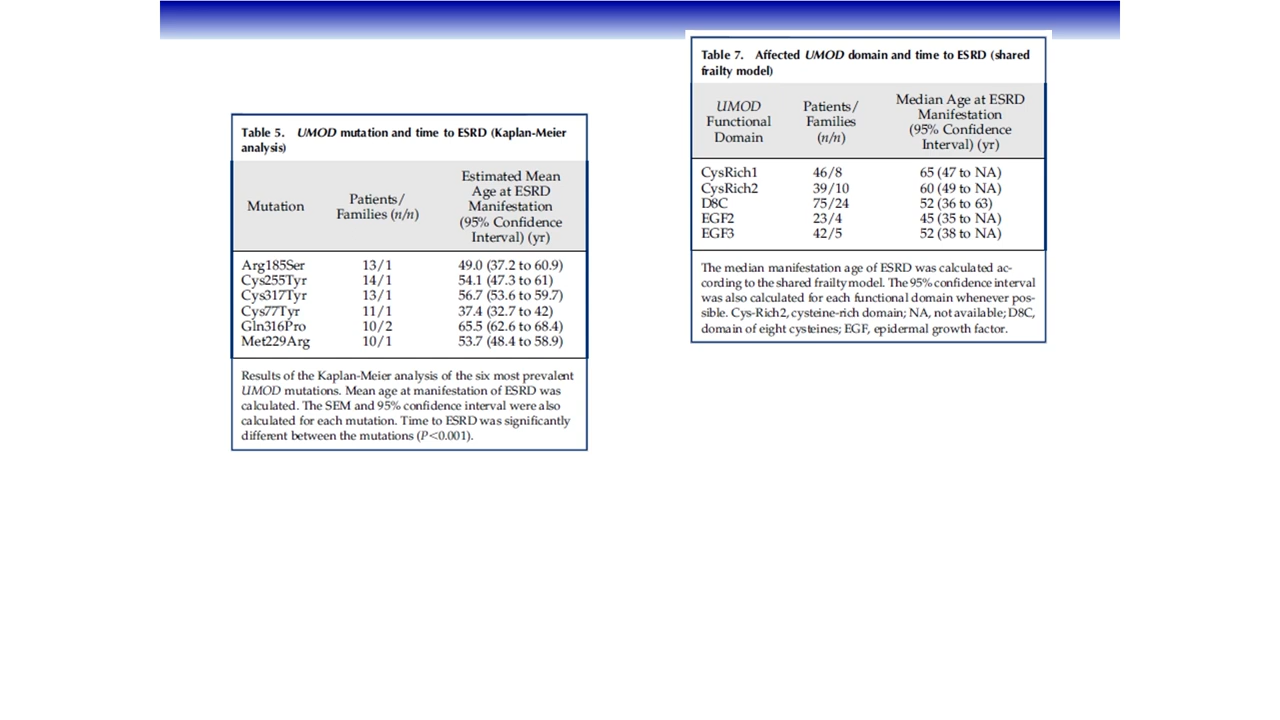 Table 5. UMOD mutation and time to ESRD (Kaplan-Meier
analysis)
Mutation
Patients/
Families (n/n)
Estimated Mean
Age at ESRD
Manifestation
(95% Confidence
Interval) (yr)
Arg185Ser 13/1 49.0 (37.2 to 60.9)
Cys255Tyr 14/1 54.1 (47.3 to 61)
Cys317Tyr 13/1 56.7 (53.6 to 59.7)
Cys77Tyr 11/1 37.4 (32.7 to 42)
Gln316Pro 10/2 65.5 (62.6 to 68.4)
Met229Arg 10/1 53.7 (48.4 to 58.9)
Results of the Kaplan-Meier analysis of the six most prevalent
UMOD mutations. Mean age at manifestation of ESRD was
calculated. The SEM and 95% confidence interval were also
calculated for each mutation. Time to ESRD was significantly
different between the mutations (P<0.001).
Table 7. Affected UMOD domain and time to ESRD (shared
frailty model)
UMOD
Functional
Domain
Patients/
Families
(n/n)
Median Age at ESRD
Manifestation
(95% Confidence
Interval) (yr)
CysRich1 46/8 65 (47 to NA)
CysRich2 39/10 60 (49 to NA)
D8C 75/24 52 (36 to 63)
EGF2 23/4 45 (35 to NA)
EGF3 42/5 52 (38 to NA)
The median manifestation age of ESRD was calculated ac-
cording to the shared frailty model. The 95% confidence interval
was also calculated for each functional domain whenever pos-
sible. Cys-Rich2, cysteine-rich domain; NA, not available; D8C,
domain of eight cysteines; EGF, epidermal growth factor.